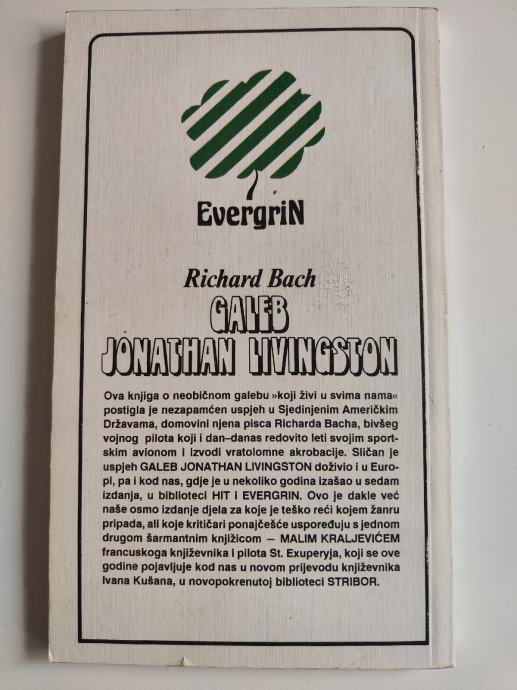 EvergriN
Richard Bach
GALEB
JONATHAN LIVINGSTON
Ova knjiga o neobičnom galebu »koji živi u svima nama«
postigla je nezapamćen uspjeh u Sjedinjenim Američkim
Državama, domovini njena pisca Richarda Bacha, bivšeg
vojnog pilota koji i dan–danas redovito leti svojim sport-
skim avionom i izvodi vratolomne akrobacije. Sličan je
uspjeh GALEB JONATHAN LIVINGSTON doživio i u Euro-
pi, pa i kod nas, gdje je u nekoliko godina izašao u sedam
izdanja, u biblioteci HIT i EVERGRIN. Ovo je dakle već
naše osmo izdanje djela za koje je teško reći kojem žanru
pripada, ali koje kritičari ponajčešće uspoređuju s jednom
drugom šarmantnim knjižicom — MALIM KRALJEVIĆEM
francuskoga književnika i pilota St. Exuperyja, koji se ove
godine pojavljuje kod nas u novom prijevodu književnika
Ivana Kušana, u novopokrenutoj biblioteci STRIBOR.